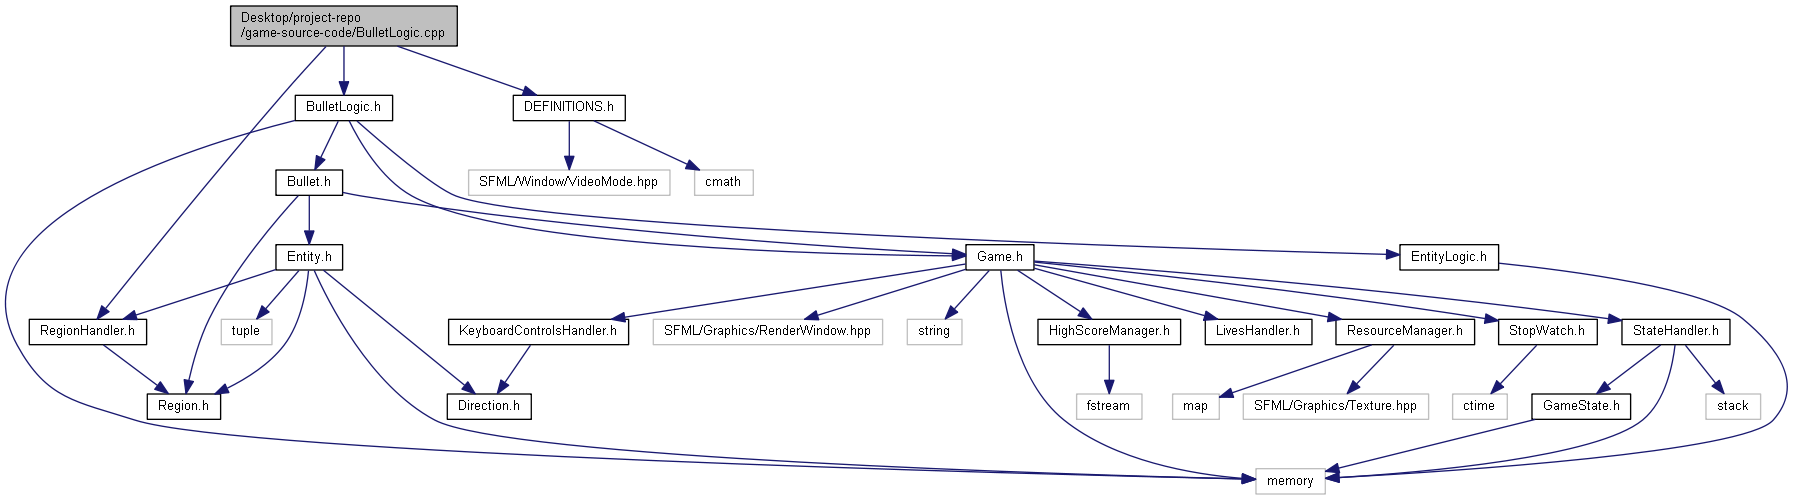 Desktop/project-repo
/game-source-code/BulletLogic.cpp
BulletLogic.h
DEFINITIONS.h
Bullet.h
SFML/Window/VideoMode.hpp
cmath
Entity.h
Game.h
EntityLogic.h
RegionHandler.h
tuple
KeyboardControlsHandler.h
SFML/Graphics/RenderWindow.hpp
string
HighScoreManager.h
LivesHandler.h
ResourceManager.h
StopWatch.h
StateHandler.h
Region.h
Direction.h
fstream
map
SFML/Graphics/Texture.hpp
ctime
GameState.h
stack
memory